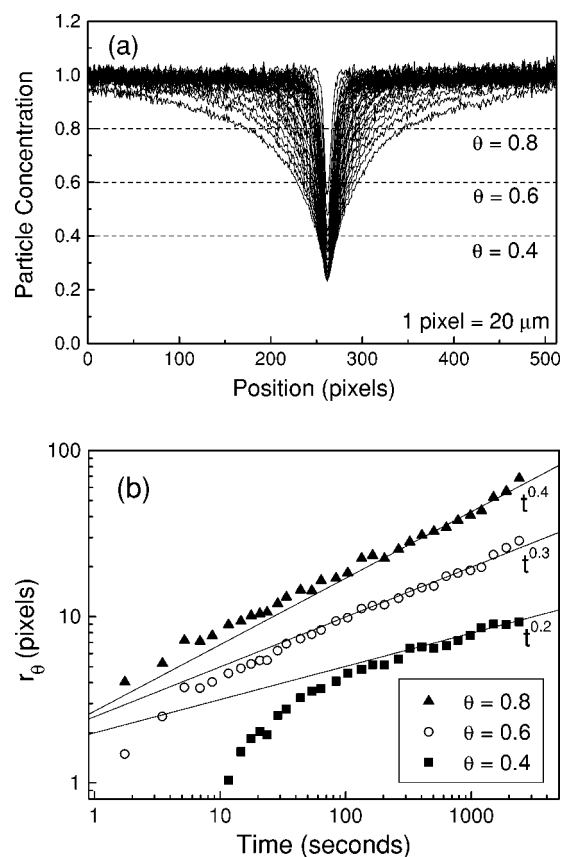 (a)
Particle Concentration
1.0
0.8
0.6
0.4
0.2
0.0
θ = 0.8
θ = 0.6
θ = 0.4
1 pixel = 20 μm
0 100 200 300 400 500
Position (pixels)
(b)
r_θ (pixels)
100
10
1
t^0.4
t^0.3
t^0.2
θ = 0.8
θ = 0.6
θ = 0.4
1 10 100 1000
Time (seconds)